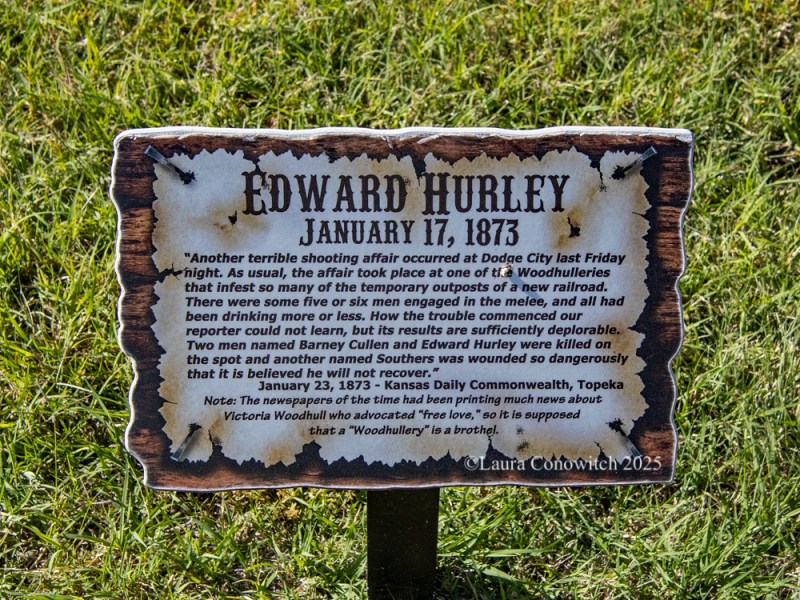 EDWARD HURLEY
JANUARY 17, 1873
"Another terrible shooting affair occurred at Dodge City last Friday
night. As usual, the affair took place at one of the Woodhulleries
that infest so many of the temporary outposts of a new railroad.
There were some five or six men engaged in the melee, and all had
been drinking more or less. How the trouble commenced our
reporter could not learn, but its results are sufficiently deplorable.
Two men named Barney Cullen and Edward Hurley were killed on
the spot and another named Southers was wounded so dangerously
that it is believed he will not recover."
January 23, 1873 - Kansas Daily Commonwealth, Topeka
Note: The newspapers of the time had been printing much news about
Victoria Woodhull who advocated "free love," so it is supposed
that a "Woodhullery" is a brothel.
©Laura Conowitch 2025